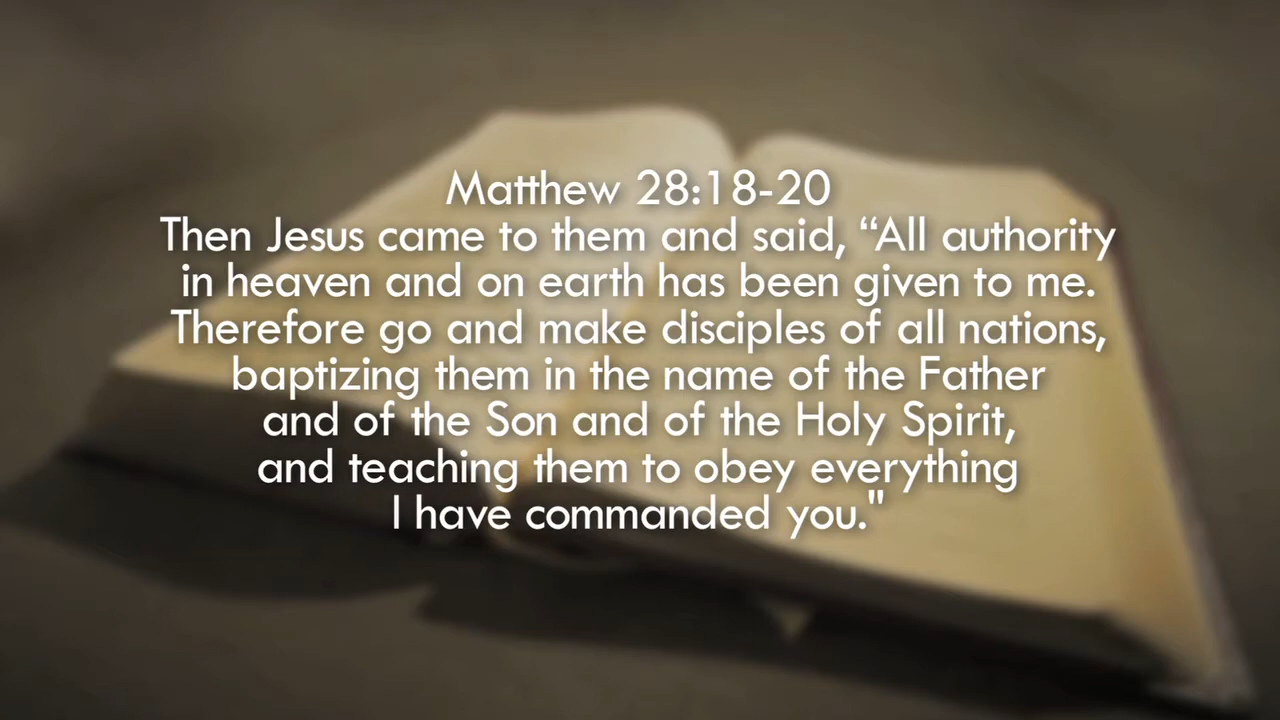 Matthew 28:18-20
Then Jesus came to them and said, “All authority
in heaven and on earth has been given to me.
Therefore go and make disciples of all nations,
baptizing them in the name of the Father
and of the Son and of the Holy Spirit,
and teaching them to obey everything
I have commanded you."